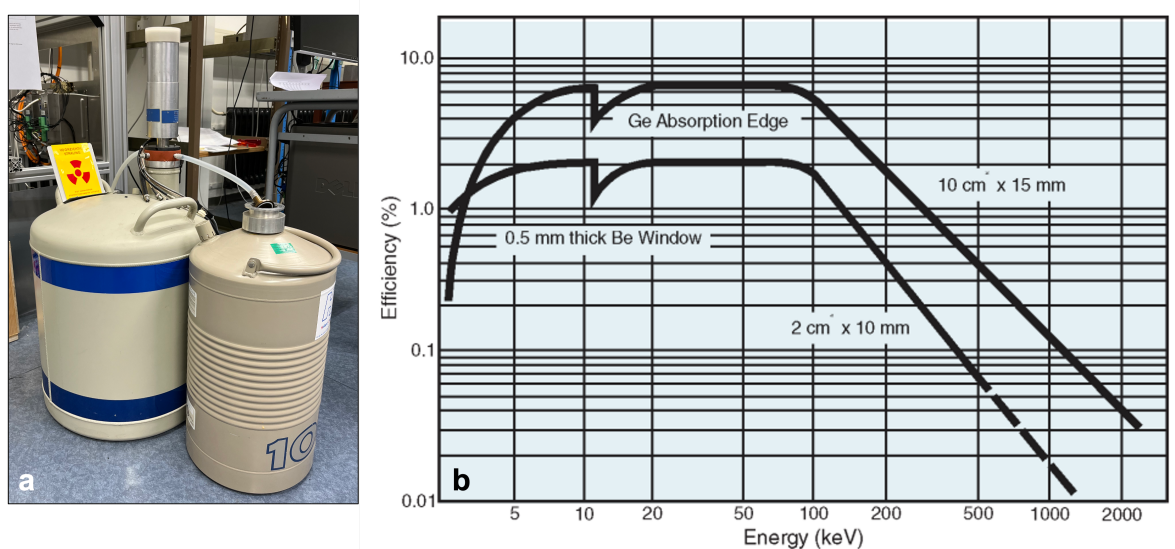 a
10
10.0
1.0
0.1
0.01
Efficiency (%)
Ge Absorption Edge
10 cm² x 15 mm
0.5 mm thick Be Window
2 cm² x 10 mm
b
5 10 20 50 100 200 500 1000 2000
Energy (keV)